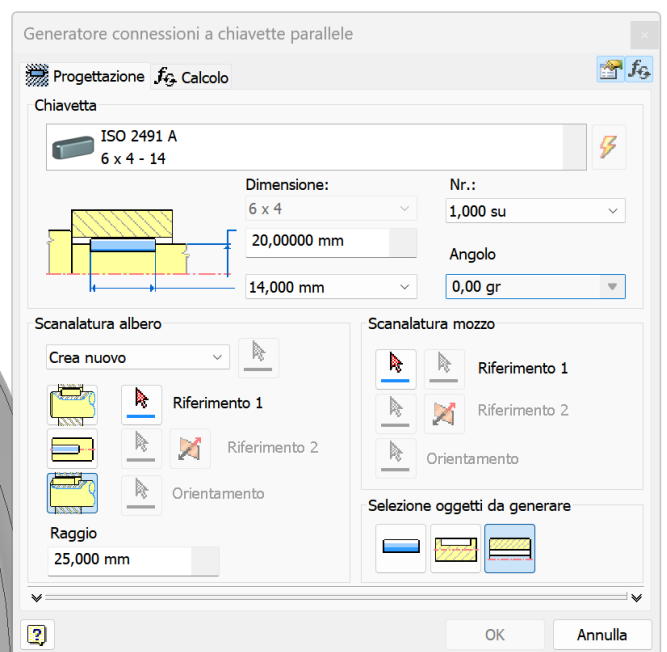 Generatore connessioni a chiavette parallele
Progettazione
Calcolo
Chiavetta
ISO 2491 A
6 x 4 - 14
Dimensione:
Nr.:
6 x 4
1,000 su
20,00000 mm
Angolo
14,000 mm
0,00 gr
Scanalatura albero
Crea nuovo
Riferimento 1
Riferimento 2
Orientamento
Raggio
25,000 mm
Scanalatura mozzo
Riferimento 1
Riferimento 2
Orientamento
Selezione oggetti da generare
OK
Annulla